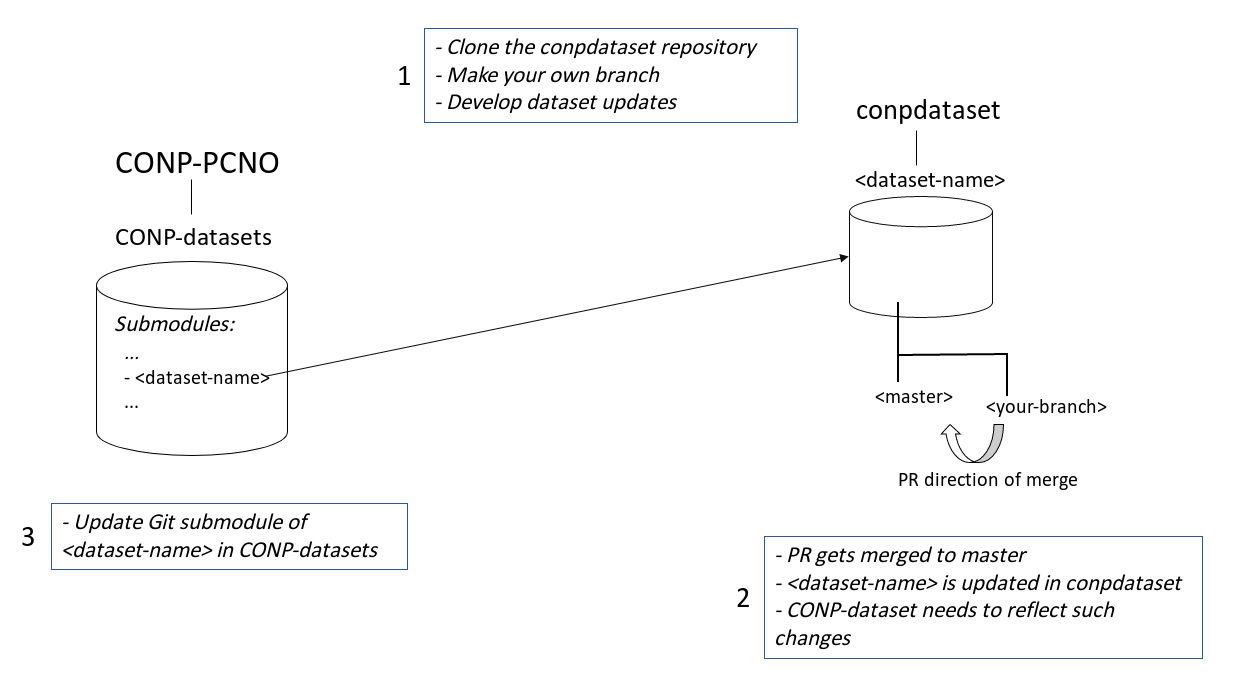 1
- Clone the conpdataset repository
- Make your own branch
- Develop dataset updates
conpdataset
<dataset-name>
CONP-PCNO
CONP-datasets
Submodules:
...
- <dataset-name>
...
<master>
<your-branch>
PR direction of merge
3
- Update Git submodule of
<dataset-name> in CONP-datasets
2
- PR gets merged to master
- <dataset-name> is updated in conpdataset
- CONP-dataset needs to reflect such
changes